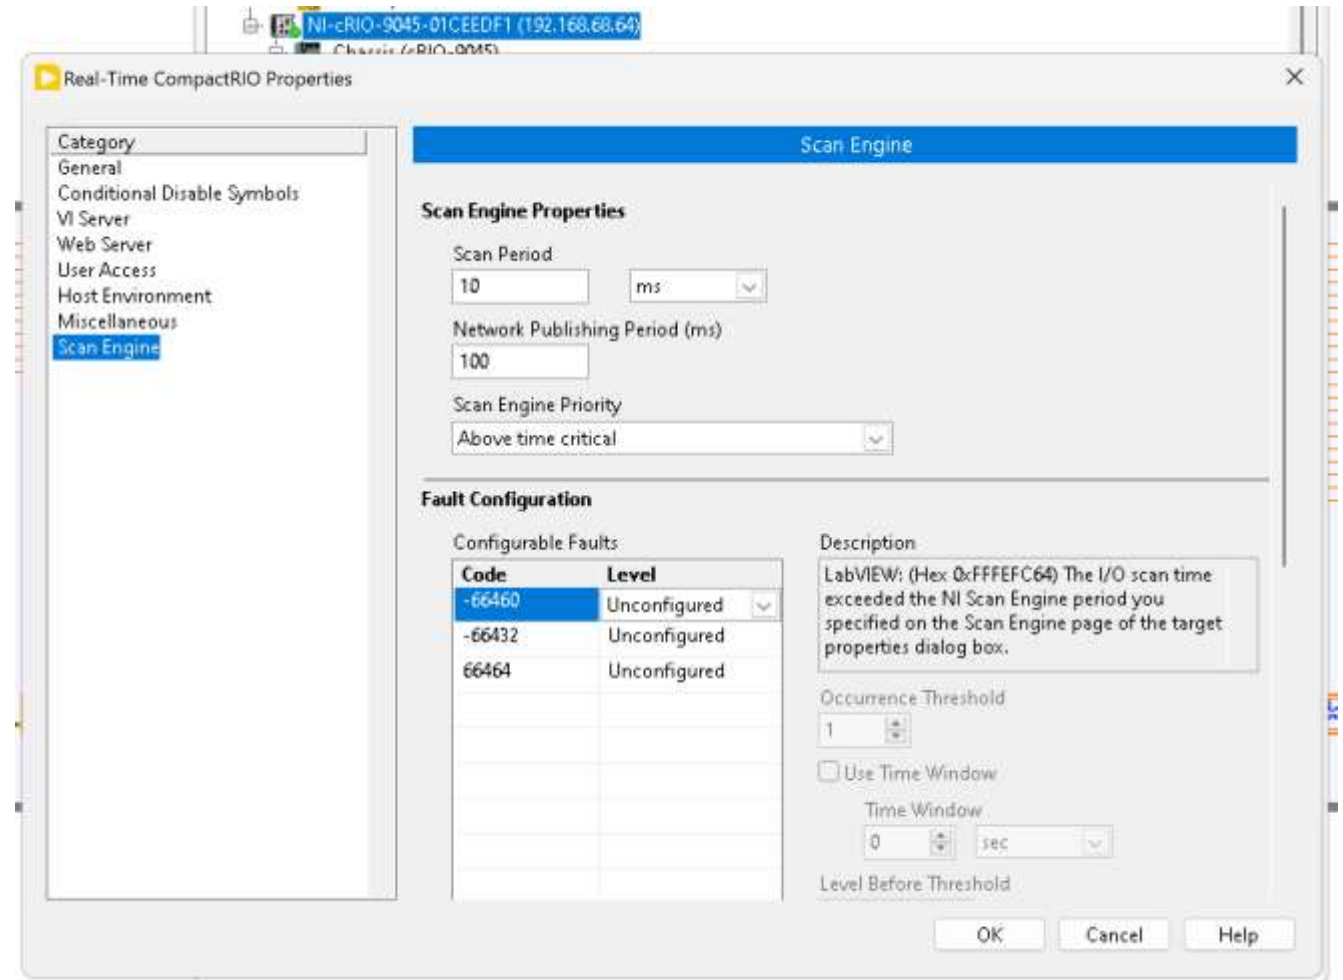 NI-cRIO-9045-01CEEDF1 (192.168.68.64)
Chassis (cRIO-9045)
Real-Time CompactRIO Properties
Category
General
Conditional Disable Symbols
VI Server
Web Server
User Access
Host Environment
Miscellaneous
Scan Engine
Scan Engine
Scan Engine Properties
Scan Period
10 ms
Network Publishing Period (ms)
100
Scan Engine Priority
Above time critical
Fault Configuration
Configurable Faults
Code Level
-66460 Unconfigured
-66432 Unconfigured
66464 Unconfigured
Description
LabVIEW: (Hex 0xFFFEFC64) The I/O scan time
exceeded the NI Scan Engine period you
specified on the Scan Engine page of the target
properties dialog box.
Occurrence Threshold
1
Use Time Window
Time Window
0 sec
Level Before Threshold
OK Cancel Help